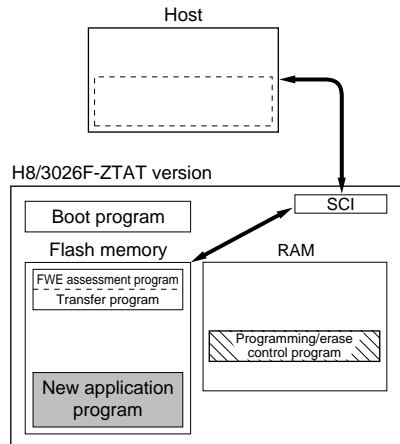 Host
H8/3026F-ZTAT version
SCI
Boot program
Flash memory
RAM
FWE assessment program
Transfer program
Programming/erase
control program
New application
program